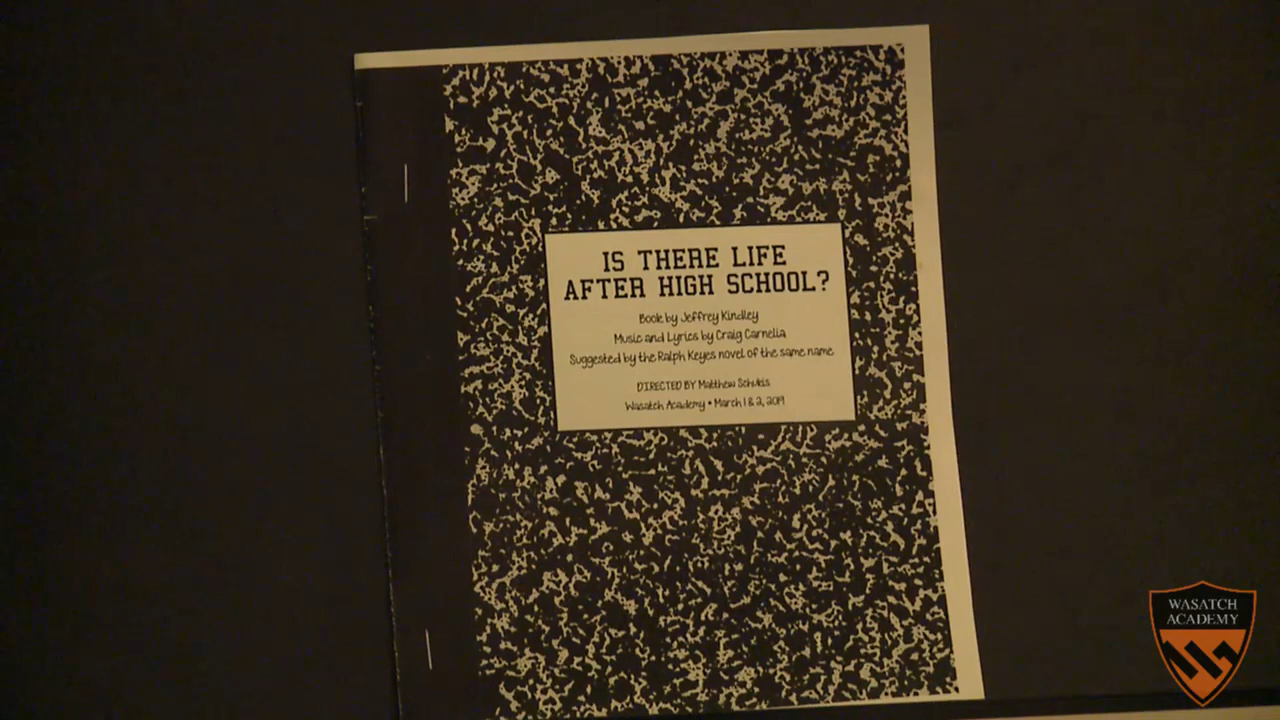 IS THERE LIFE
AFTER HIGH SCHOOL?
Book by Jeffrey Kindley
Music and Lyrics by Craig Carnelia
Suggested by the Ralph Keyes novel of the same name
DIRECTED BY Matthew Schukis
Wasatch Academy • March 1 & 2, 2019
WASATCH
ACADEMY